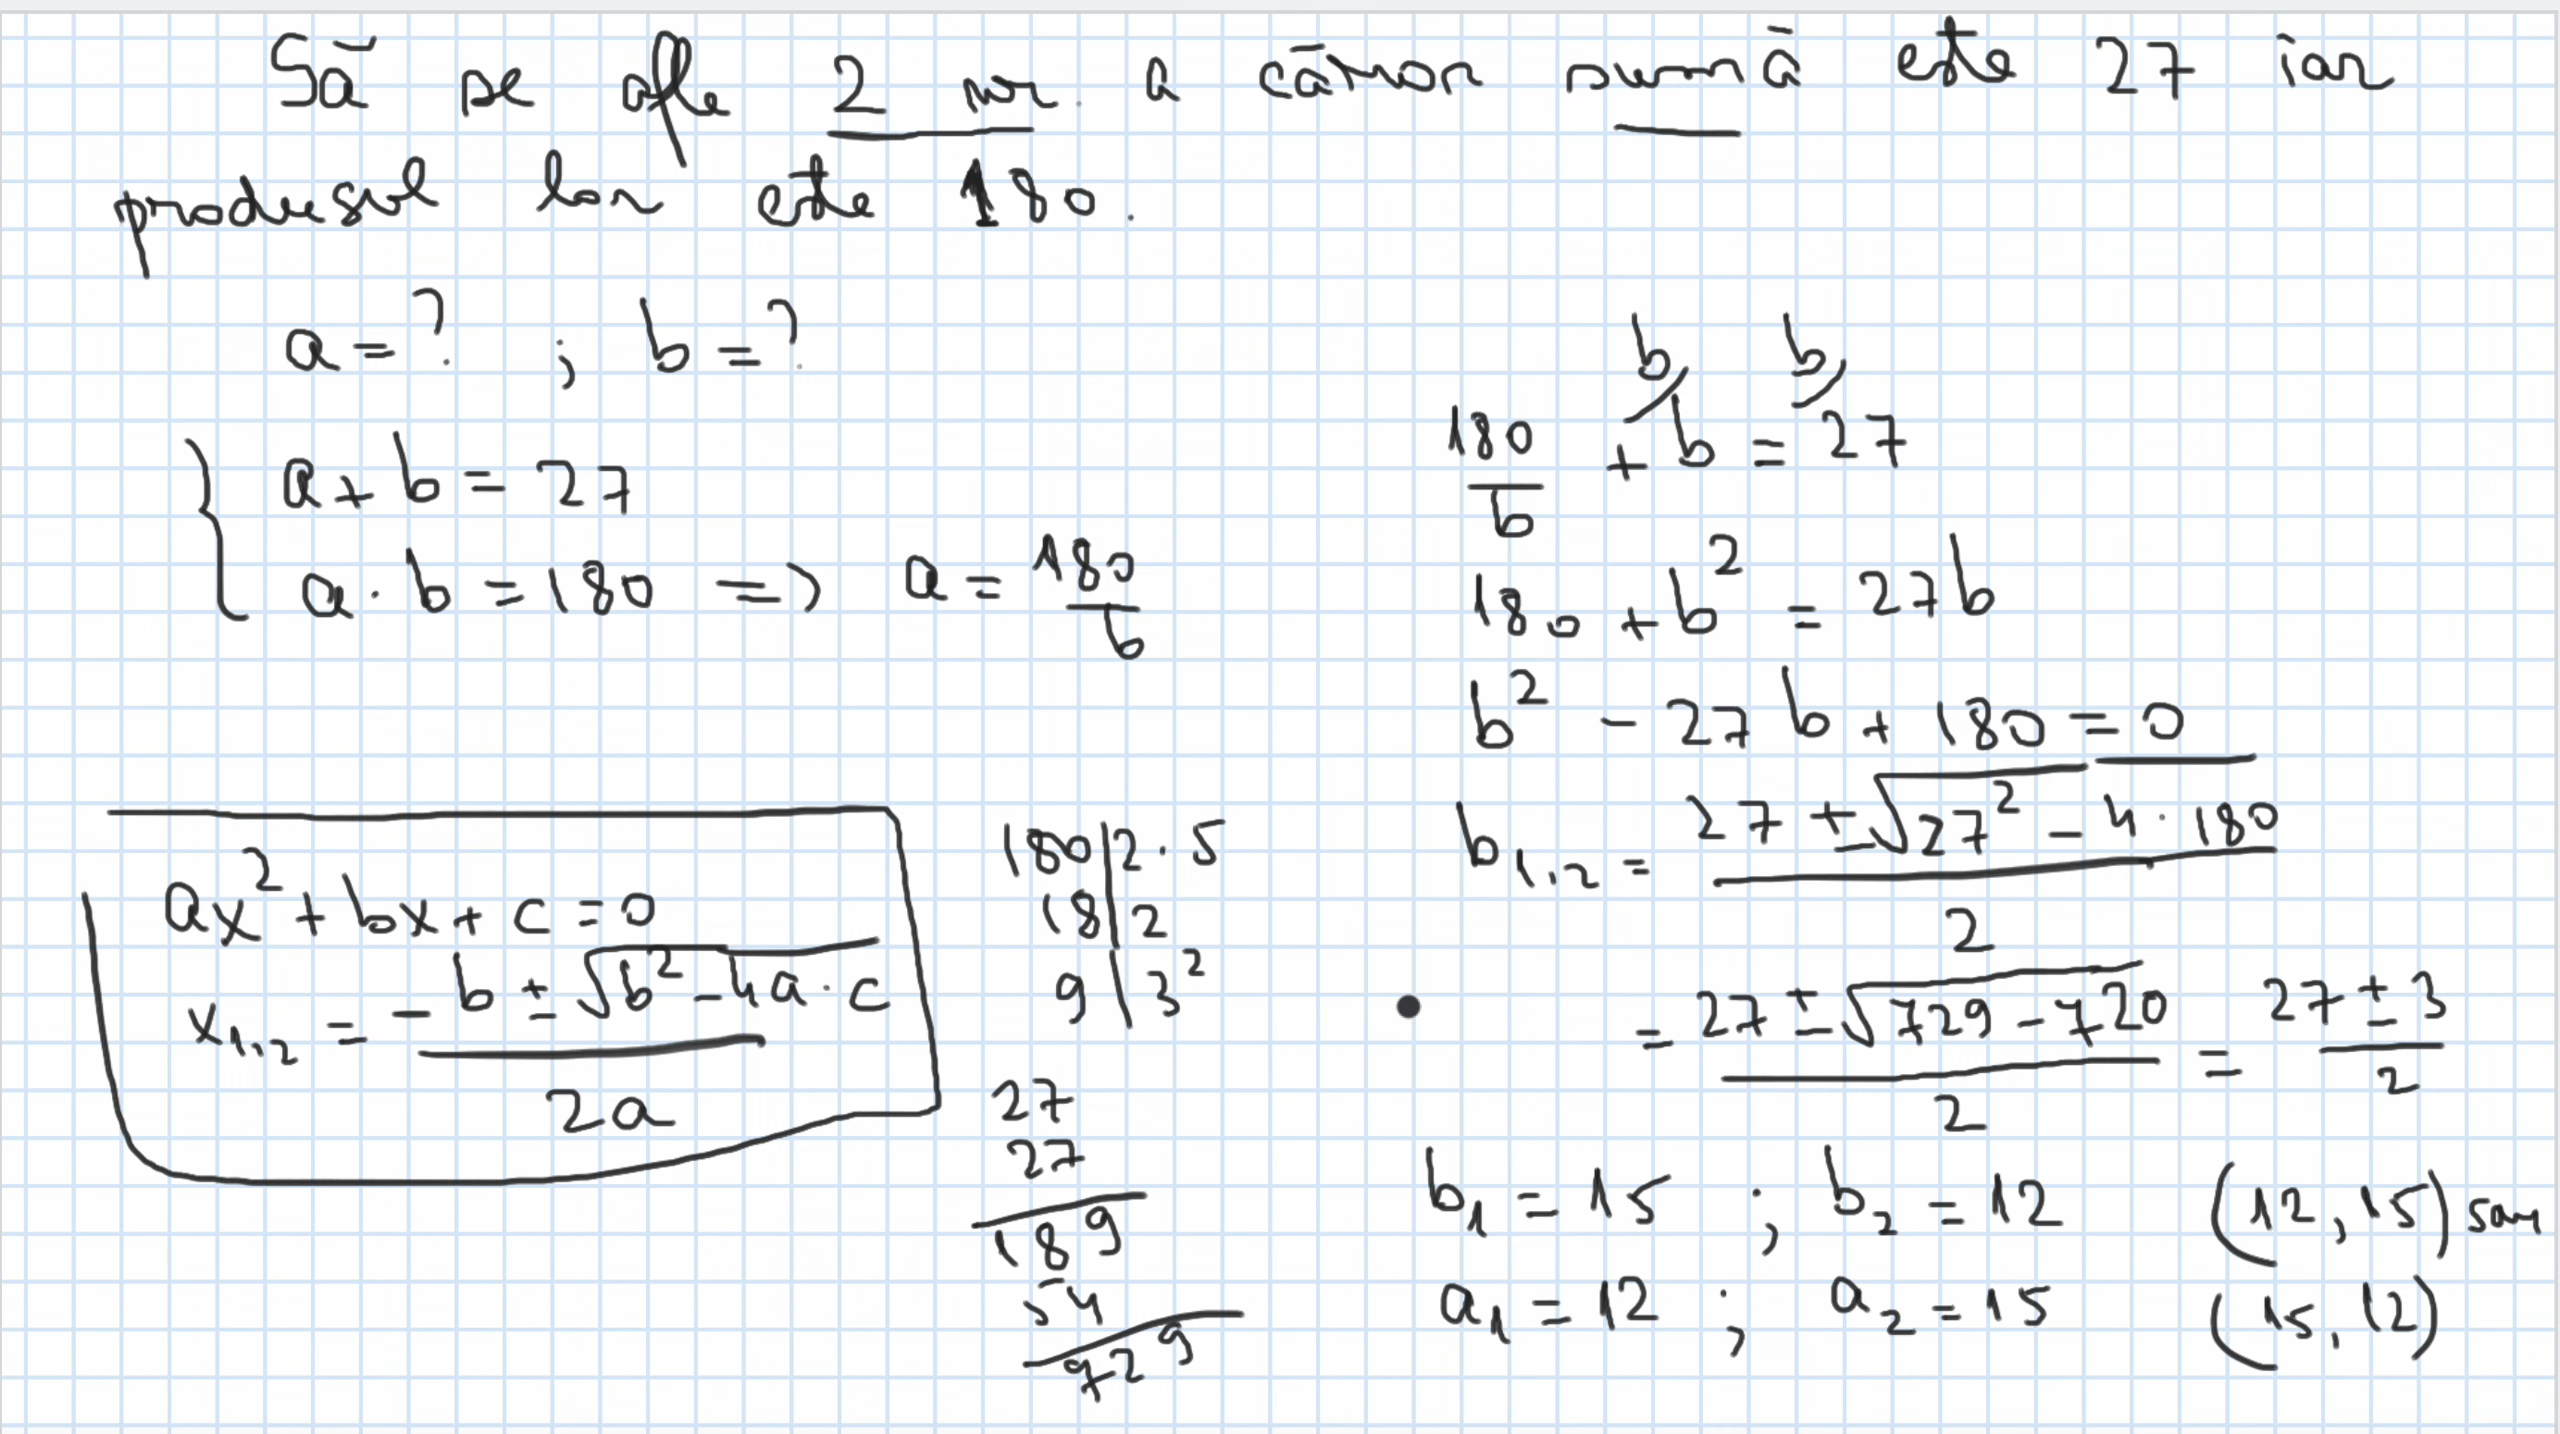 Să se afle 2 nr. a căror sumă este 27 iar
produsul lor este 180.
a = ? ; b = ?
a + b = 27
a · b = 180 => a = 180/b
ax² + bx + c = 0
x1,2 = -b ± √(b² - 4a·c) / 2a
180 | 2 · 5
18 | 2
9 | 3²
27
27
189
54
729
b/ b/
180/b + b = 27
180 + b² = 27b
b² - 27b + 180 = 0
b1,2 = 27 ± √(27² - 4 · 180) / 2
= 27 ± √(729 - 720) / 2 = 27 ± 3 / 2
b1 = 15 ; b2 = 12 (12, 15) sau
a1 = 12 ; a2 = 15 (15, 12)